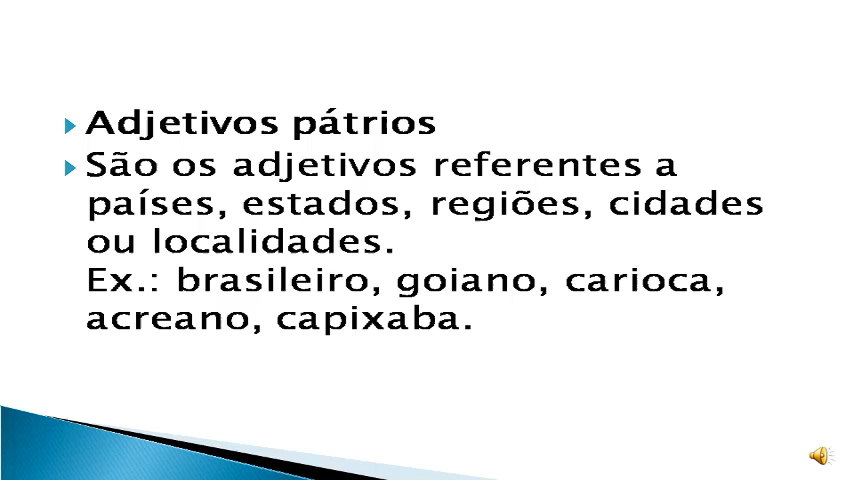 Adjetivos pátrios
São os adjetivos referentes a
países, estados, regiões, cidades
ou localidades.
Ex.: brasileiro, goiano, carioca,
acreano, capixaba.